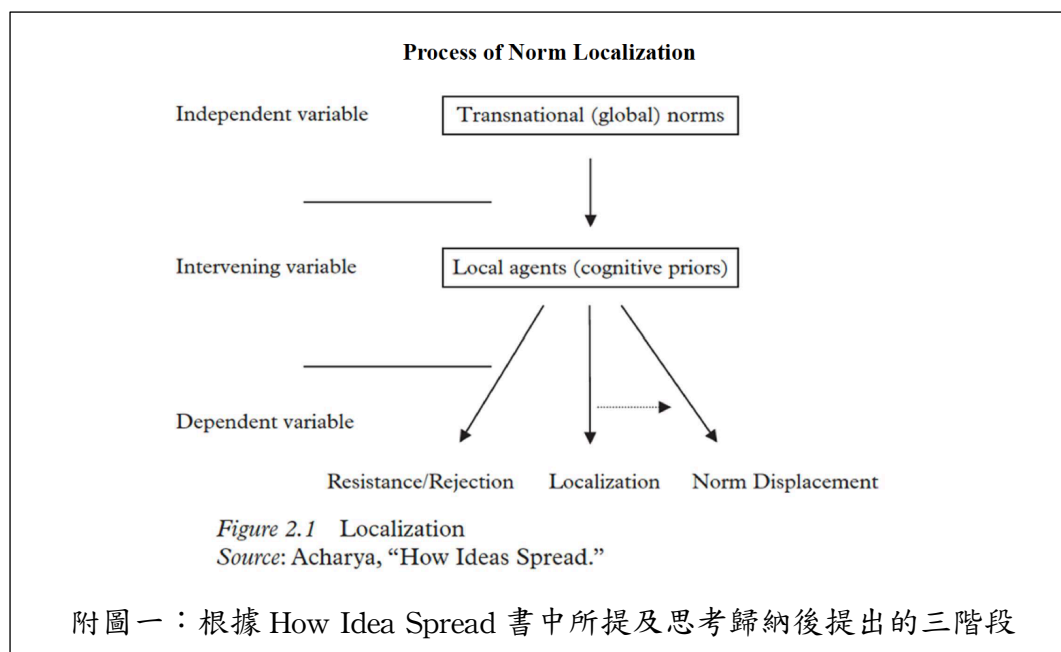 Process of Norm Localization
Independent variable
Transnational (global) norms
Intervening variable
Local agents (cognitive priors)
Dependent variable
Resistance/Rejection Localization Norm Displacement
Figure 2.1 Localization
Source: Acharya, “How Ideas Spread.”
附圖一：根據 How Idea Spread 書中所提及思考歸納後提出的三階段